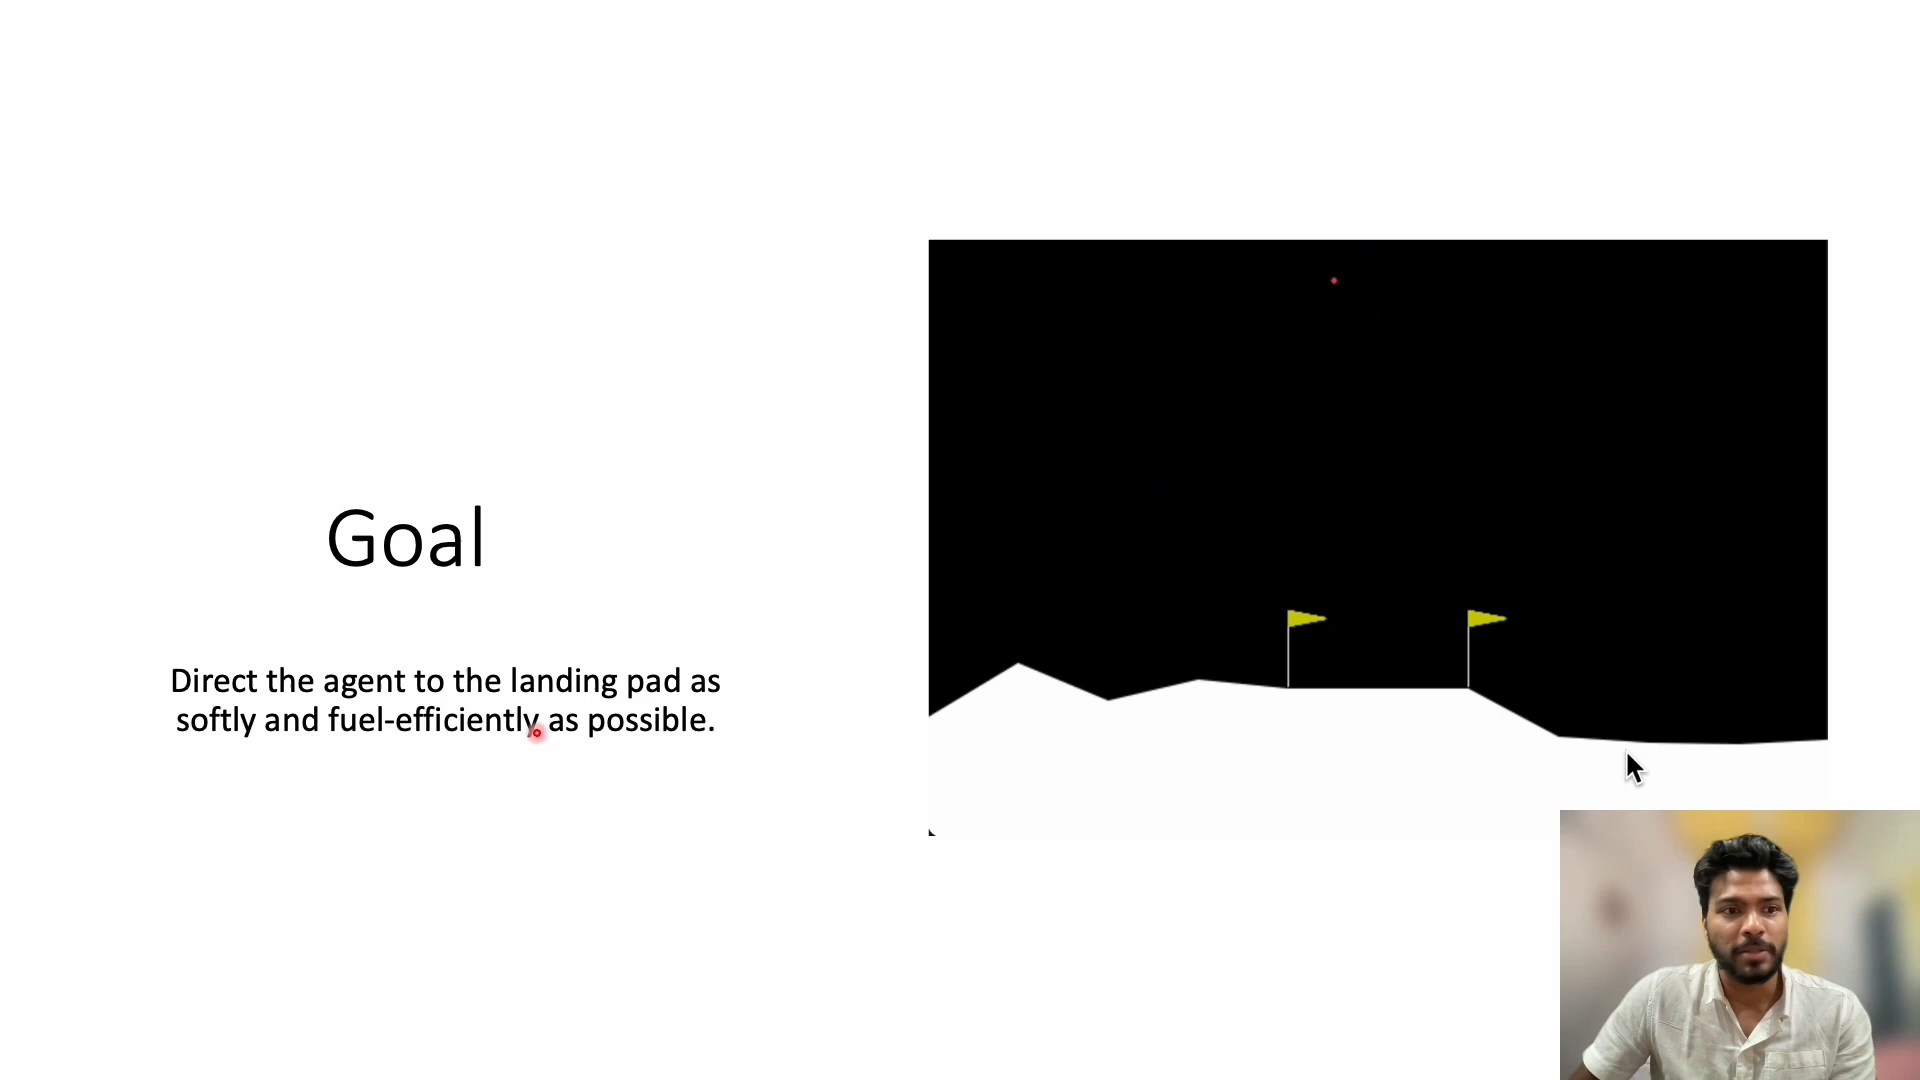 Goal
Direct the agent to the landing pad as
softly and fuel-efficiently as possible.